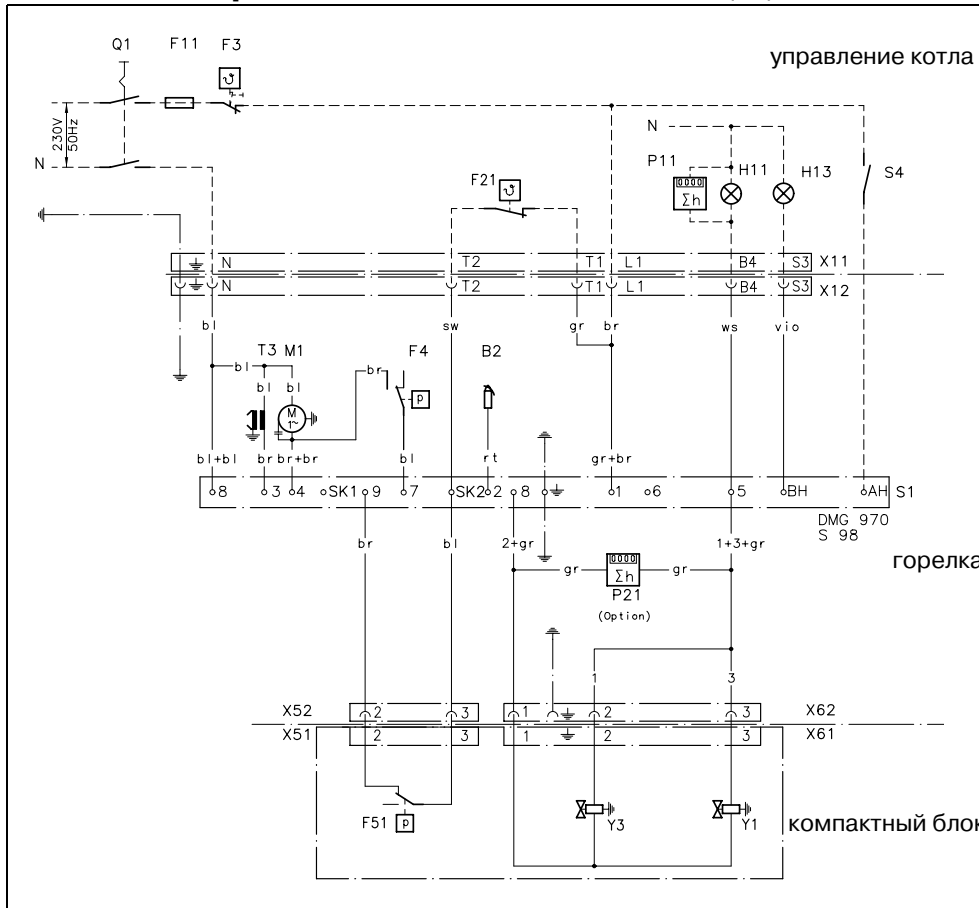 Q1 F11 F3
управление котла
230V
50Hz
N
N
P11
0000
Σh
H11
H13
S4
F21
ϑ
ϑ
N T2 T1 L1 B4 S3 X11
N T2 T1 L1 B4 S3 X12
bl sw gr br ws vio
T3 M1 F4 B2
bl br
bl bl
M
1~
p
bl+bl br br+br bl rt gr+br
8 3 4 SK1 9 7 SK2 2 8 1 6 5 BH AH S1
DMG 970
S 98
br bl 2+gr 1+3+gr
горелка
gr 0000 gr
Σh
P21
(Option)
1 3
X52 2 3 1 2 3 X62
X51 2 3 1 2 3 X61
F51 p
Y3 Y1
компактный блок